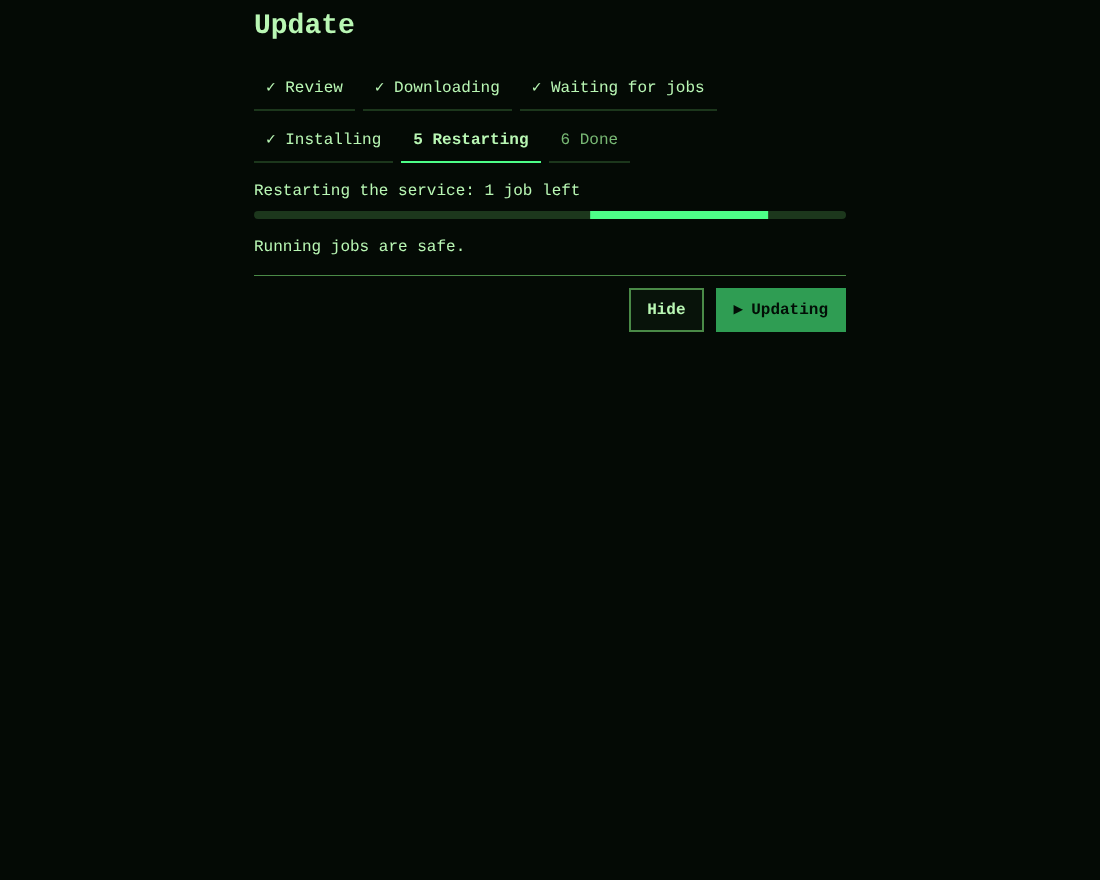 Update
✓ Review ✓ Downloading ✓ Waiting for jobs
✓ Installing 5 Restarting 6 Done
Restarting the service: 1 job left
Running jobs are safe.
Hide ▶ Updating